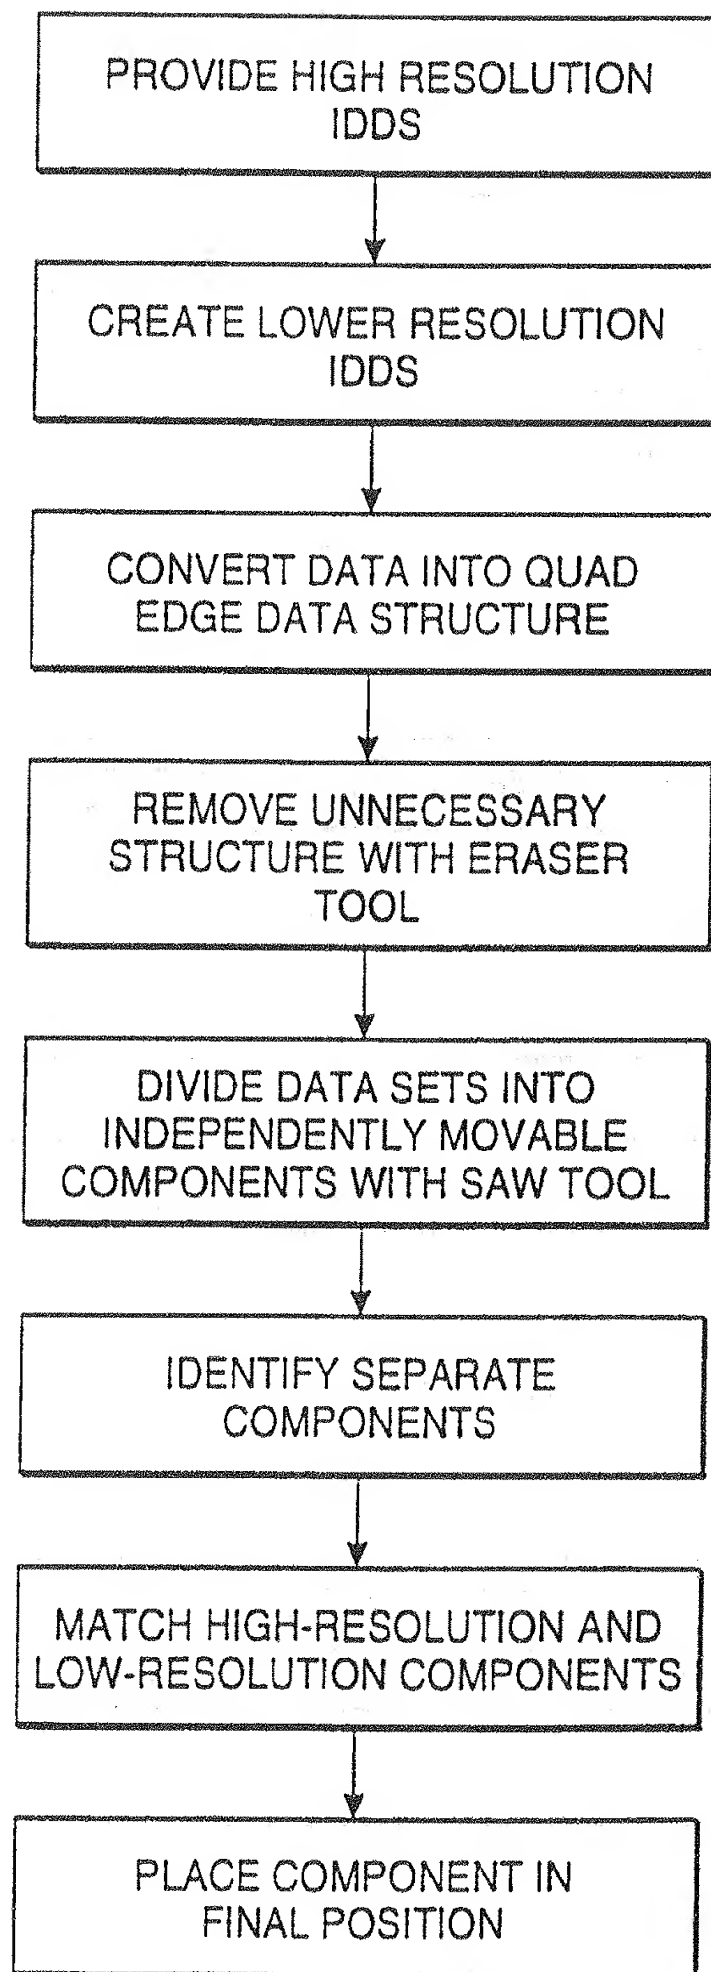 PROVIDE HIGH RESOLUTION
IDDS
CREATE LOWER RESOLUTION
IDDS
CONVERT DATA INTO QUAD
EDGE DATA STRUCTURE
REMOVE UNNECESSARY
STRUCTURE WITH ERASER
TOOL
DIVIDE DATA SETS INTO
INDEPENDENTLY MOVABLE
COMPONENTS WITH SAW TOOL
IDENTIFY SEPARATE
COMPONENTS
MATCH HIGH-RESOLUTION AND
LOW-RESOLUTION COMPONENTS
PLACE COMPONENT IN
FINAL POSITION